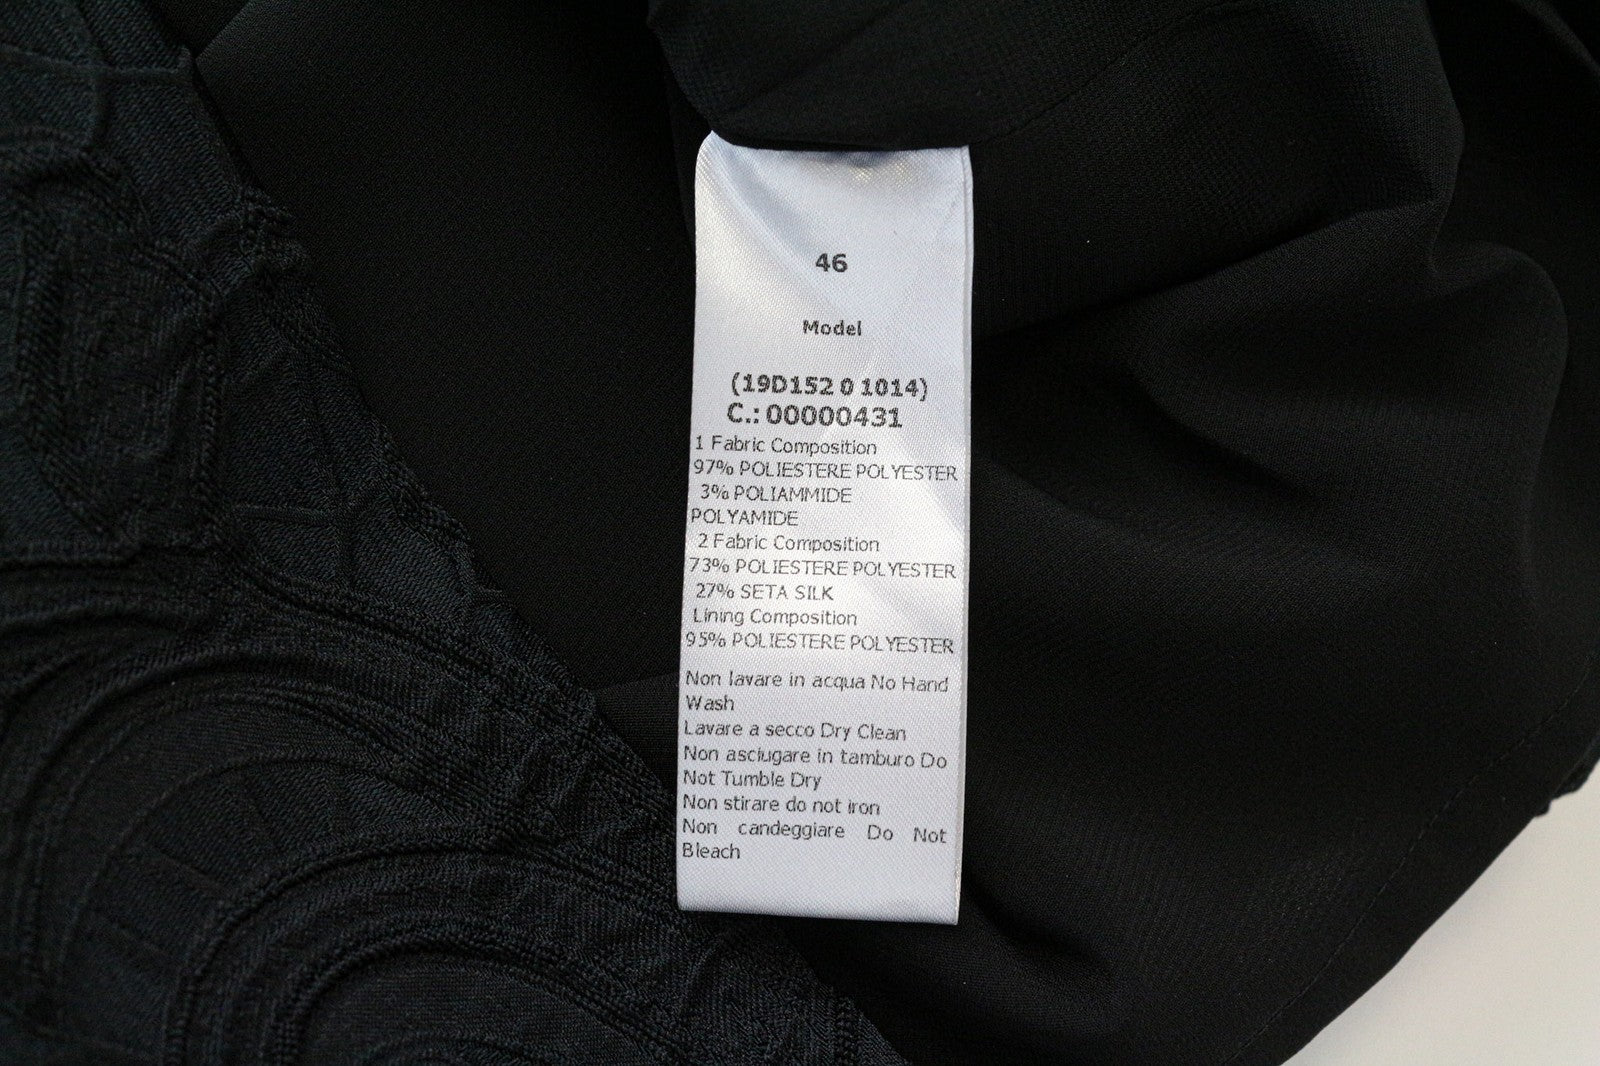 46
Model
(19D152 0 1014)
C.: 00000431
1 Fabric Composition
97% POLIESTERE POLYESTER
3% POLIAMMIDE
POLYAMIDE
2 Fabric Composition
73% POLIESTERE POLYESTER
27% SETA SILK
Lining Composition
95% POLIESTERE POLYESTER
Non lavare in acqua No Hand
Wash
Lavare a secco Dry Clean
Non asciugare in tamburo Do
Not Tumble Dry
Non stirare do not iron
Non candeggiare Do Not
Bleach